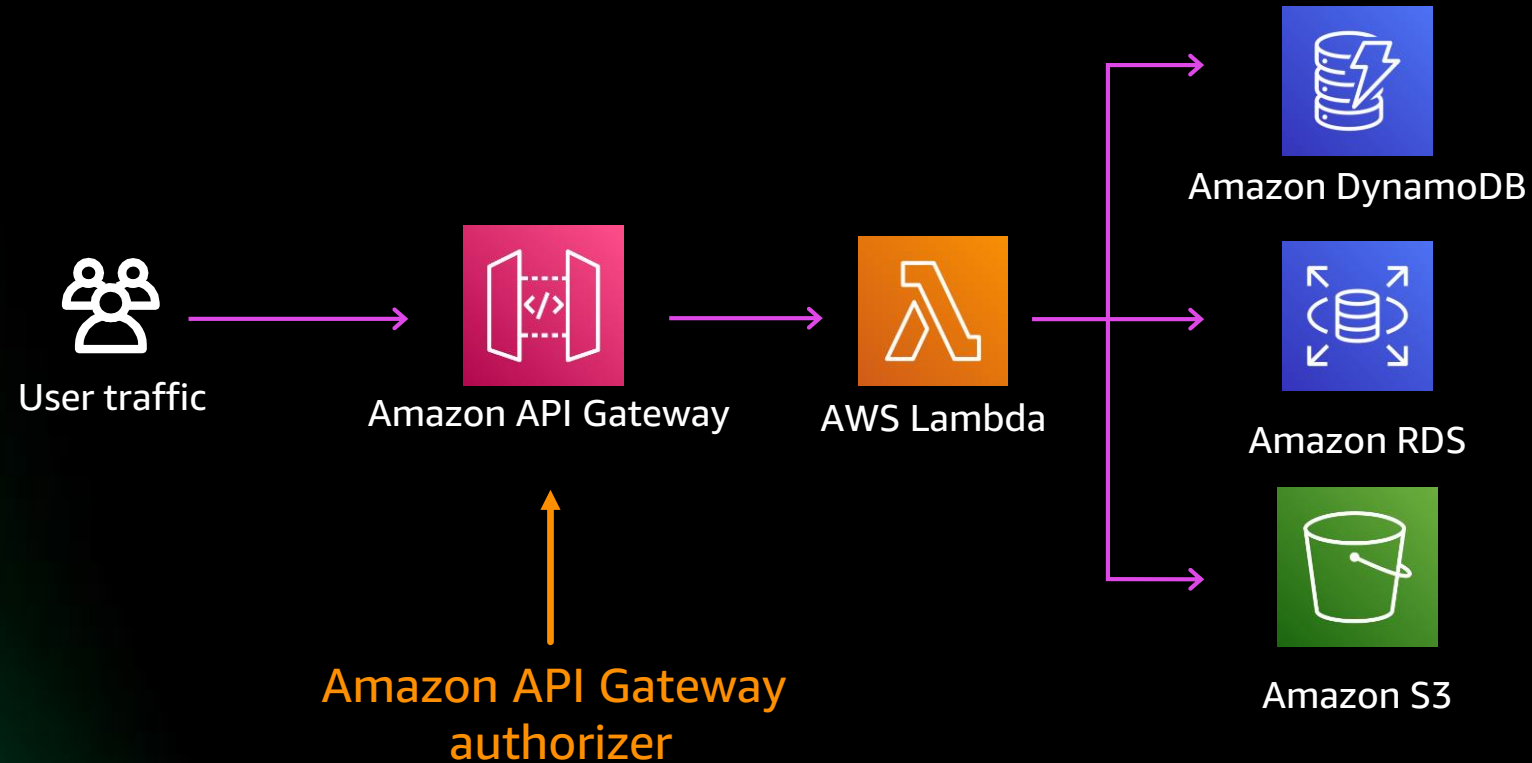 Amazon DynamoDB
</>
User traffic
Amazon API Gateway
AWS Lambda
Amazon RDS
Amazon API Gateway
authorizer
Amazon S3